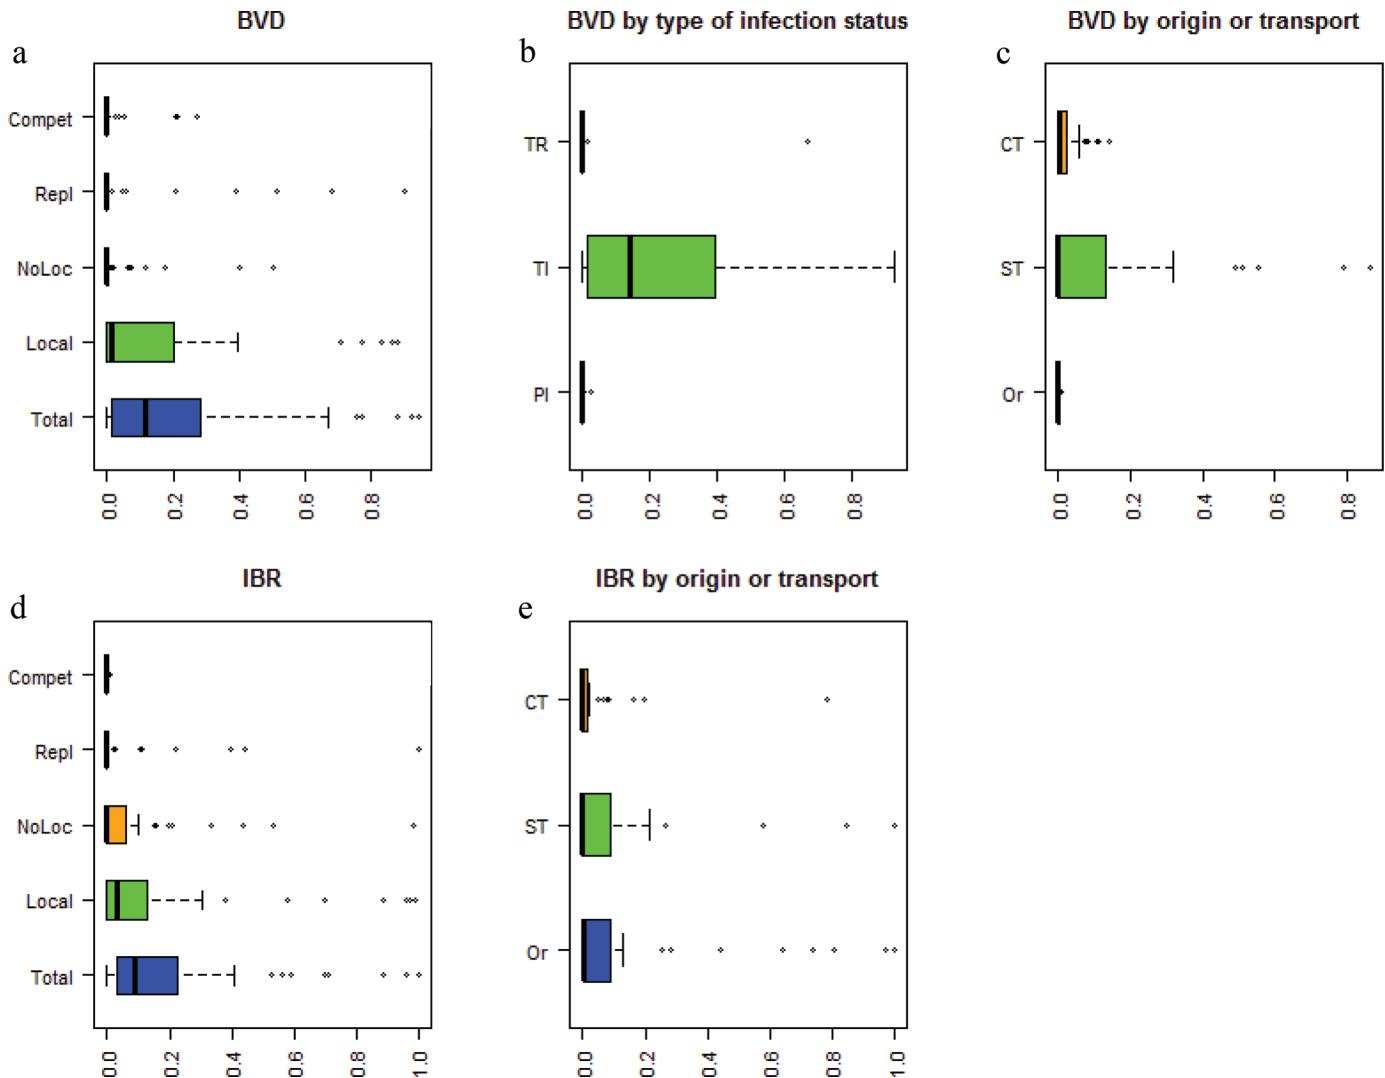 BVD
BVD by type of infection status
BVD by origin or transport
a
b
c
Compet
Repl
NoLoc
Local
Total
0.0
0.2
0.4
0.6
0.8
TR
TI
PI
0.0
0.2
0.4
0.6
0.8
CT
ST
Or
0.0
0.2
0.4
0.6
0.8
IBR
IBR by origin or transport
d
e
Compet
Repl
NoLoc
Local
Total
0.0
0.2
0.4
0.6
0.8
1.0
CT
ST
Or
0.0
0.2
0.4
0.6
0.8
1.0